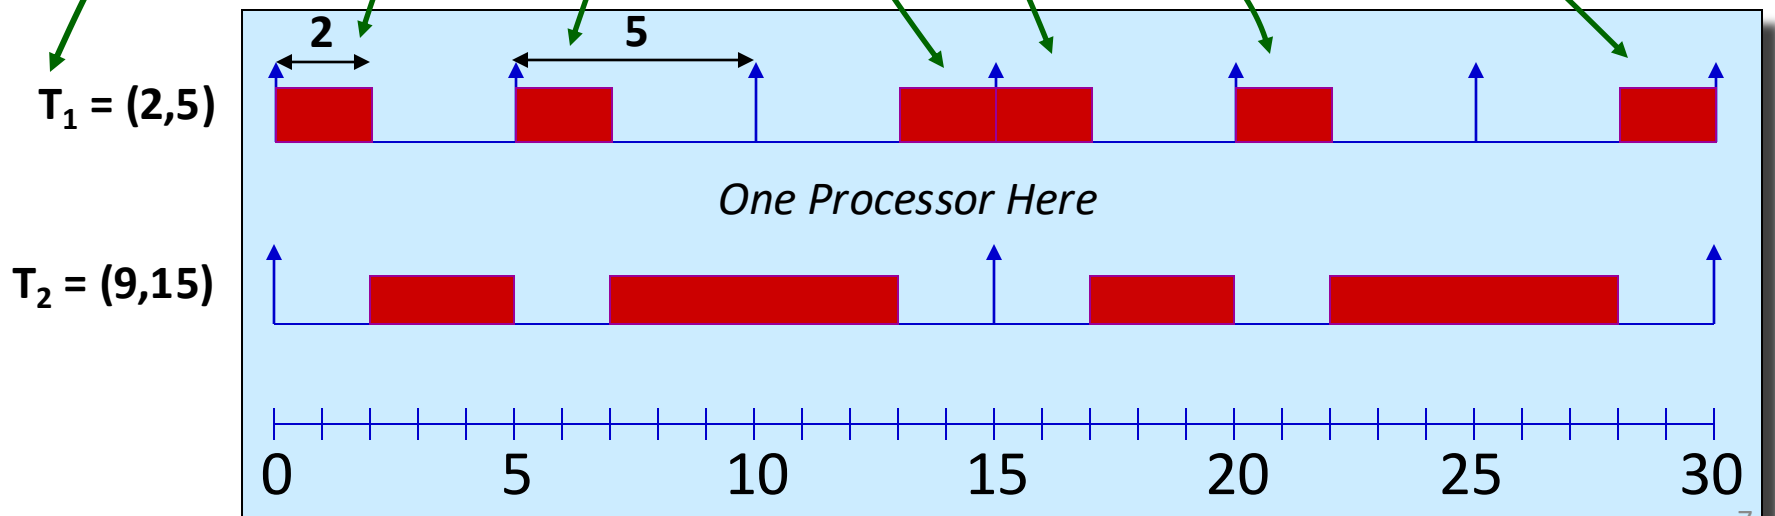 2 5
T₁ = (2,5)
One Processor Here
T₂ = (9,15)
0 5 10 15 20 25 30